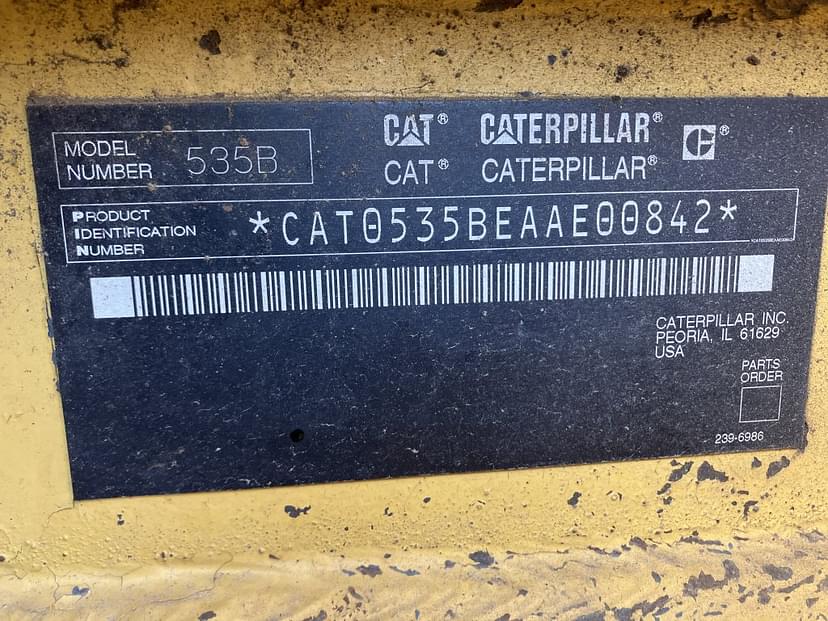 MODEL
NUMBER 535B
CAT® CATERPILLAR® ®
CAT® CATERPILLAR®
PRODUCT
IDENTIFICATION
NUMBER
*CAT0535BEAAE00842*
CATERPILLAR INC.
PEORIA, IL 61629
USA
PARTS
ORDER
239-6986